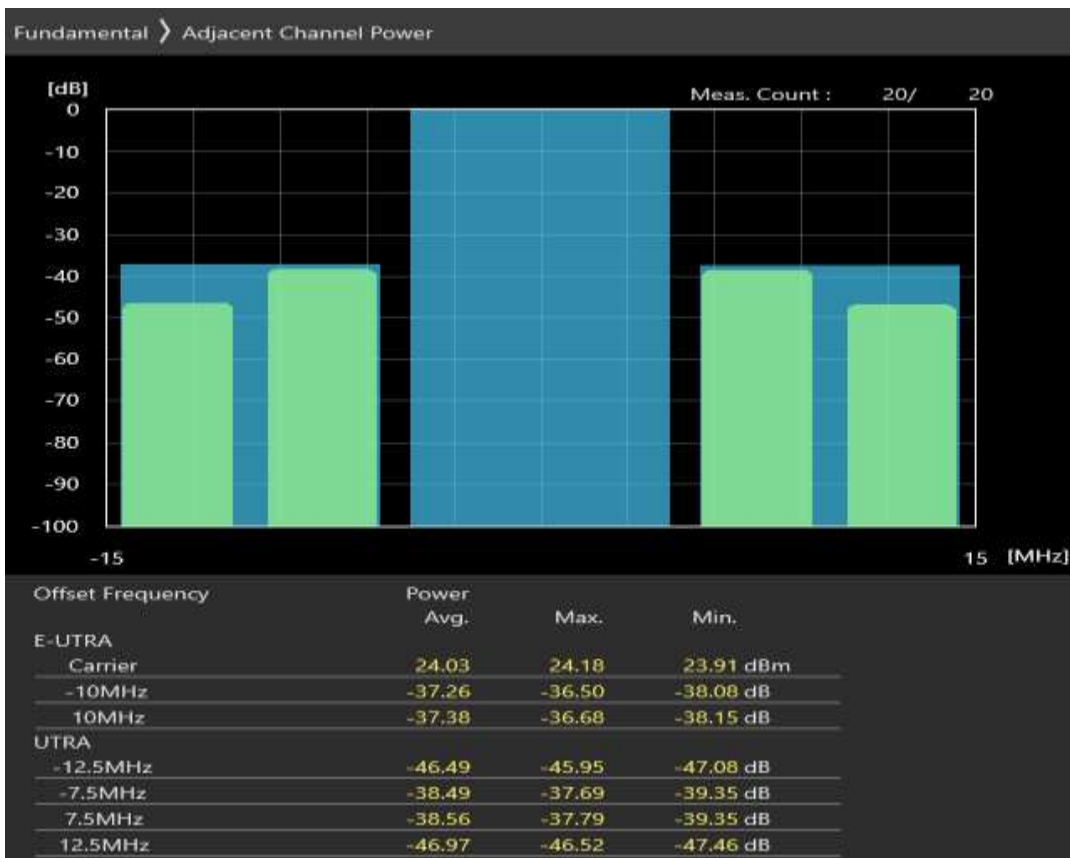 Fundamental ❯ Adjacent Channel Power
[dB]
Meas. Count : 20/ 20
0
-10
-20
-30
-40
-50
-60
-70
-80
-90
-100
-15 15 [MHz]
Offset Frequency Power
Avg. Max. Min.
E-UTRA
Carrier 24.03 24.18 23.91 dBm
-10MHz -37.26 -36.50 -38.08 dB
10MHz -37.38 -36.68 -38.15 dB
UTRA
-12.5MHz -46.49 -45.95 -47.08 dB
-7.5MHz -38.49 -37.69 -39.35 dB
7.5MHz -38.56 -37.79 -39.35 dB
12.5MHz -46.97 -46.52 -47.46 dB